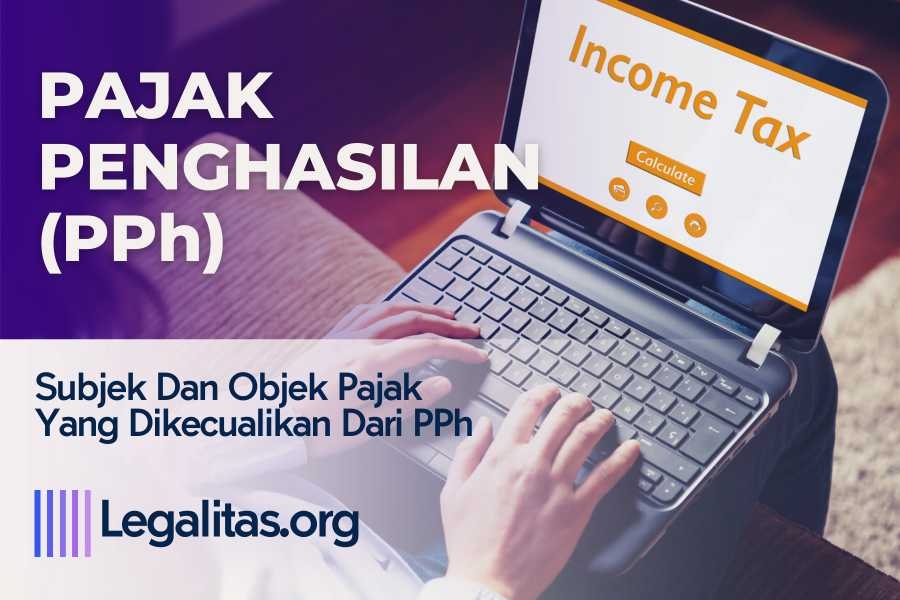 PAJAK
PENGHASILAN
(PPh)
Income Tax
Calculate
Subjek Dan Objek Pajak
Yang Dikecualikan Dari PPh
Legalitas.org